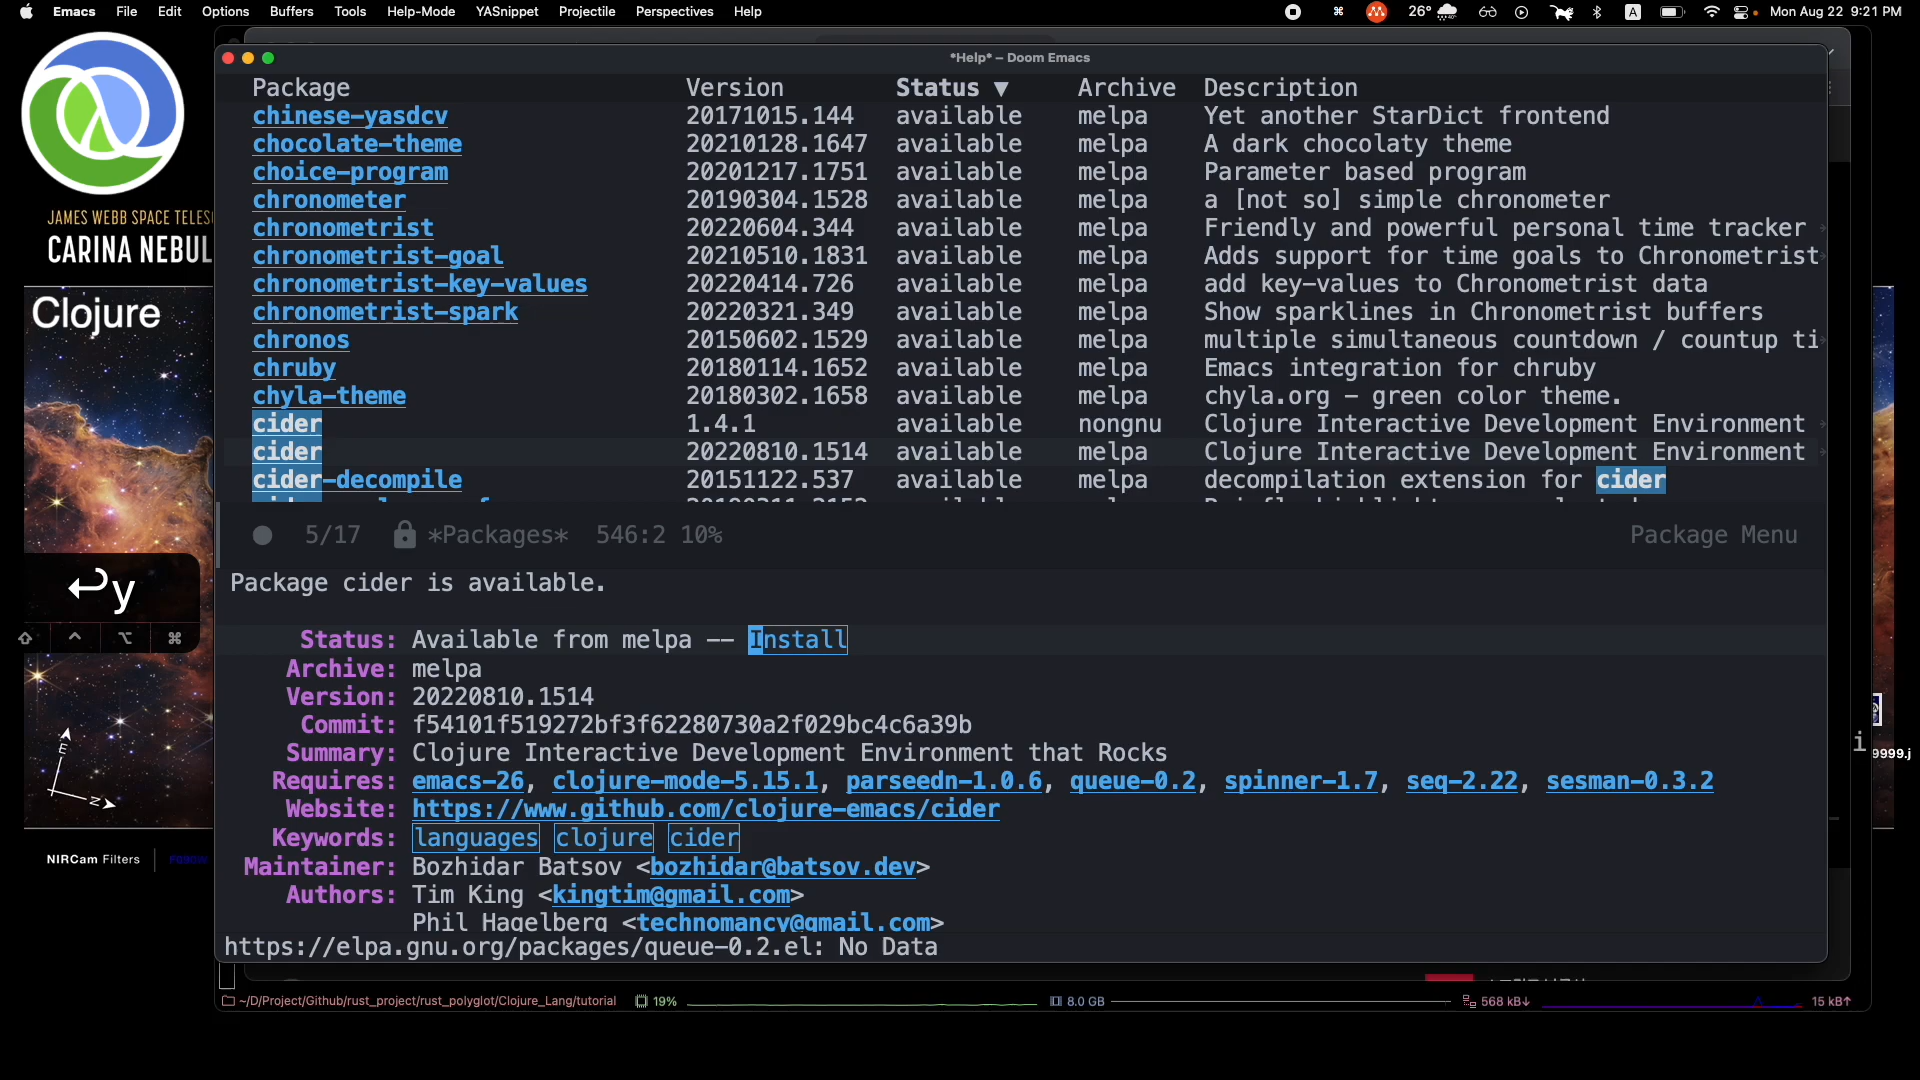 Emacs File Edit Options Buffers Tools Help-Mode YASnippet Projectile Perspectives Help 26° A Mon Aug 22 9:21 PM
*Help* – Doom Emacs
JAMES WEBB SPACE TELES
CARINA NEBUL
Clojure
↩y
E
N
NIRCam Filters
Package Version Status ▼ Archive Description
chinese-yasdcv 20171015.144 available melpa Yet another StarDict frontend
chocolate-theme 20210128.1647 available melpa A dark chocolaty theme
choice-program 20201217.1751 available melpa Parameter based program
chronometer 20190304.1528 available melpa a [not so] simple chronometer
chronometrist 20220604.344 available melpa Friendly and powerful personal time tracker
chronometrist-goal 20210510.1831 available melpa Adds support for time goals to Chronometrist
chronometrist-key-values 20220414.726 available melpa add key-values to Chronometrist data
chronometrist-spark 20220321.349 available melpa Show sparklines in Chronometrist buffers
chronos 20150602.1529 available melpa multiple simultaneous countdown / countup ti
chruby 20180114.1652 available melpa Emacs integration for chruby
chyla-theme 20180302.1658 available melpa chyla.org – green color theme.
cider 1.4.1 available nongnu Clojure Interactive Development Environment
cider 20220810.1514 available melpa Clojure Interactive Development Environment
cider-decompile 20151122.537 available melpa decompilation extension for cider
5/17 *Packages* 546:2 10% Package Menu
Package cider is available.
Status: Available from melpa -- Install
Archive: melpa
Version: 20220810.1514
Commit: f54101f519272bf3f62280730a2f029bc4c6a39b
Summary: Clojure Interactive Development Environment that Rocks
Requires: emacs-26, clojure-mode-5.15.1, parseedn-1.0.6, queue-0.2, spinner-1.7, seq-2.22, sesman-0.3.2
Website: https://www.github.com/clojure-emacs/cider
Keywords: languages clojure cider
Maintainer: Bozhidar Batsov <bozhidar@batsov.dev>
Authors: Tim King <kingtim@gmail.com>
Phil Hagelberg <technomancy@gmail.com>
https://elpa.gnu.org/packages/queue-0.2.el: No Data
i
9999.j
~/D/Project/Github/rust_project/rust_polyglot/Clojure_Lang/tutorial 19% 8.0 GB 568 kB↓ 15 kB↑